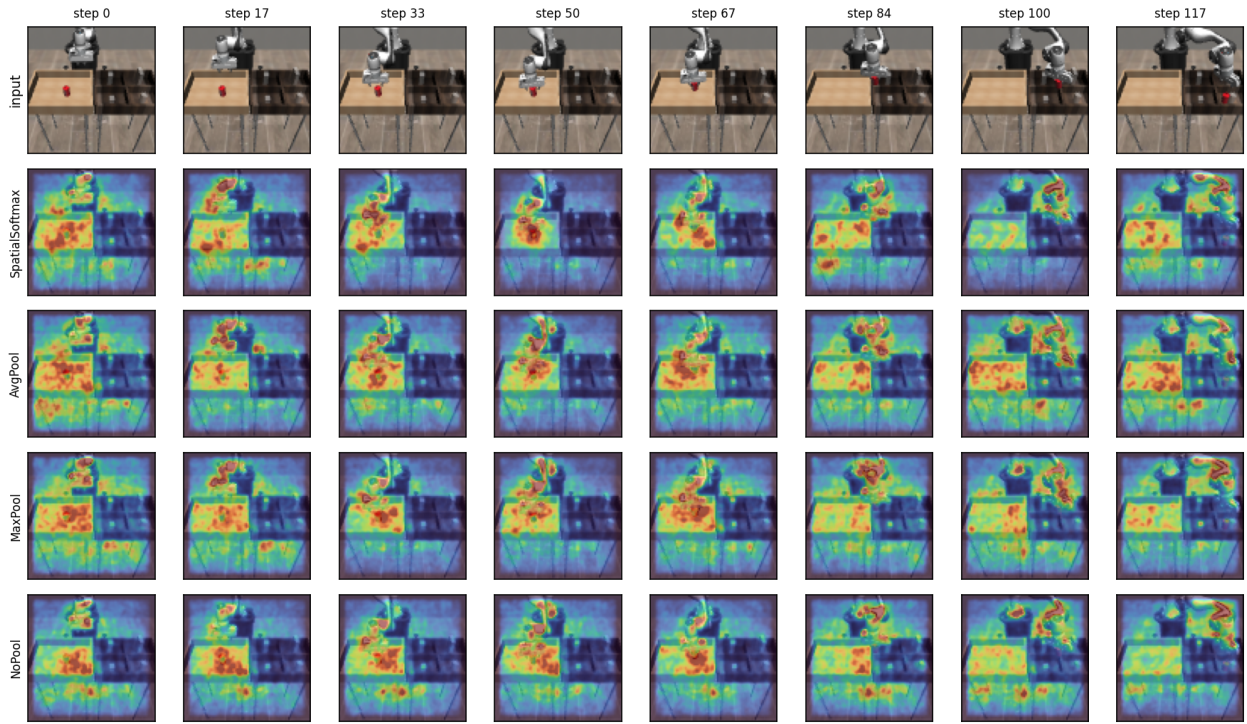 step 0 step 17 step 33 step 50 step 67 step 84 step 100 step 117
input
SpatialSoftmax
AvgPool
MaxPool
NoPool